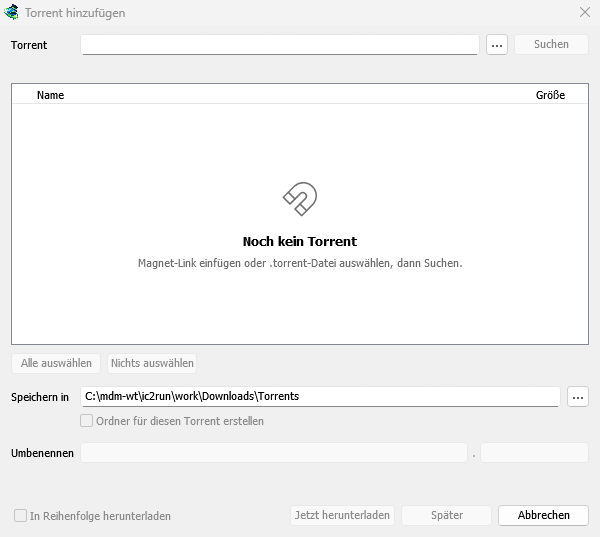 Torrent hinzufügen
Torrent
...
Suchen
Name
Größe
Noch kein Torrent
Magnet-Link einfügen oder .torrent-Datei auswählen, dann Suchen.
Alle auswählen
Nichts auswählen
Speichern in
C:\mdm-wt\ic2run\work\Downloads\Torrents
...
Ordner für diesen Torrent erstellen
Umbenennen
.
In Reihenfolge herunterladen
Jetzt herunterladen
Später
Abbrechen